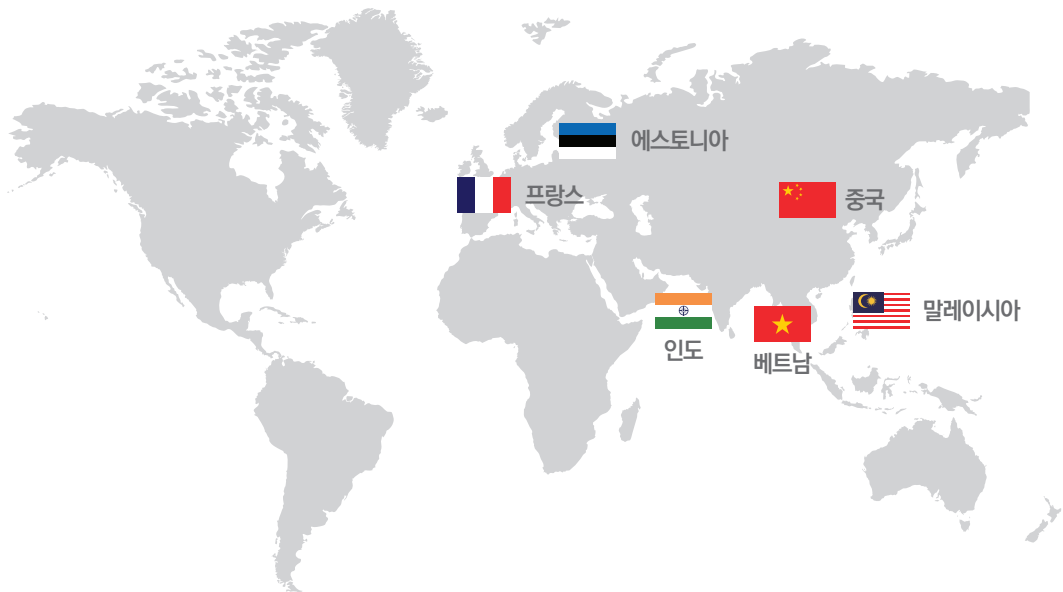 에스토니아
프랑스
중국
말레이시아
인도
베트남